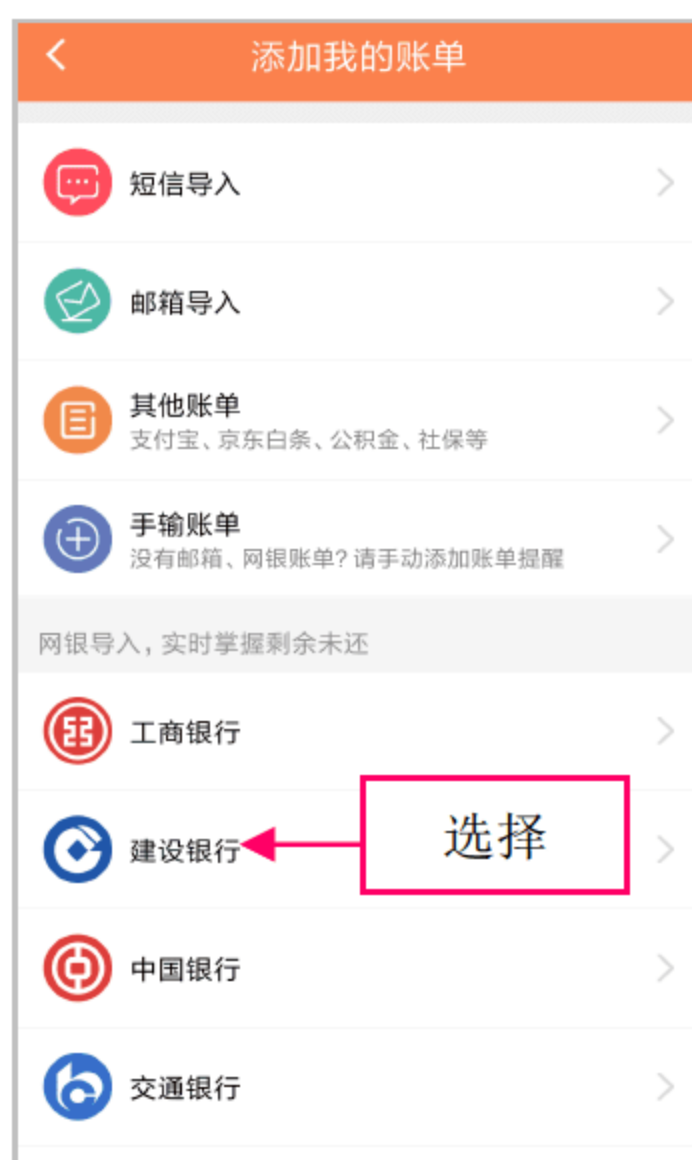 添加我的账单
短信导入
邮箱导入
其他账单
支付宝、京东白条、公积金、社保等
手输账单
没有邮箱、网银账单?请手动添加账单提醒
网银导入，实时掌握剩余未还
工商银行
建设银行
选择
中国银行
交通银行